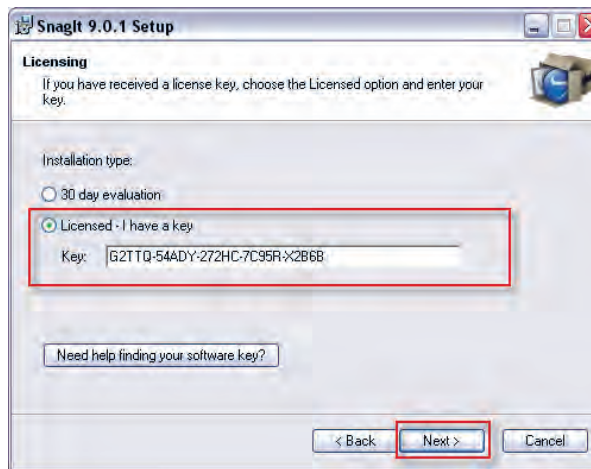 SnagIt 9.0.1 Setup
Licensing
If you have received a license key, choose the Licensed option and enter your
key.
Installation type:
30 day evaluation
Licensed - I have a key
Key: G2TTQ-54ADY-272HC-7C95R-X2B6B
Need help finding your software key?
< Back Next > Cancel